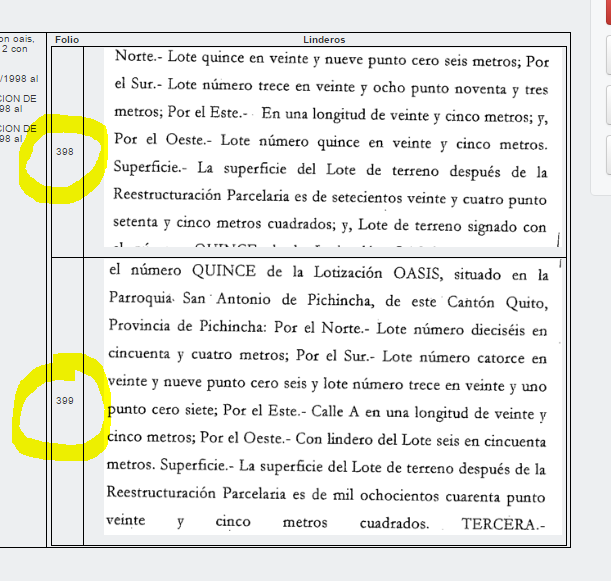 on oais,
2 con
/1998 al
CION DE
98 al
CION DE
98 al
Folio
Linderos
398
Norte.- Lote quince en veinte y nueve punto cero seis metros; Por
el Sur.- Lote número trece en veinte y ocho punto noventa y tres
metros; Por el Este.- En una longitud de veinte y cinco metros; y,
Por el Oeste.- Lote número quince en veinte y cinco metros.
Superficie.- La superficie del Lote de terreno después de la
Reestructuración Parcelaria es de setecientos veinte y cuatro punto
setenta y cinco metros cuadrados; y, Lote de terreno signado con
399
el número QUINCE de la Lotización OASIS, situado en la
Parroquia San Antonio de Pichincha, de este Cantón Quito,
Provincia de Pichincha: Por el Norte.- Lote número dieciséis en
cincuenta y cuatro metros; Por el Sur.- Lote número catorce en
veinte y nueve punto cero seis y lote número trece en veinte y uno
punto cero siete; Por el Este.- Calle A en una longitud de veinte y
cinco metros; Por el Oeste.- Con lindero del Lote seis en cincuenta
metros. Superficie.- La superficie del Lote de terreno después de la
Reestructuración Parcelaria es de mil ochocientos cuarenta punto
veinte y cinco metros cuadrados. TERCERA.-